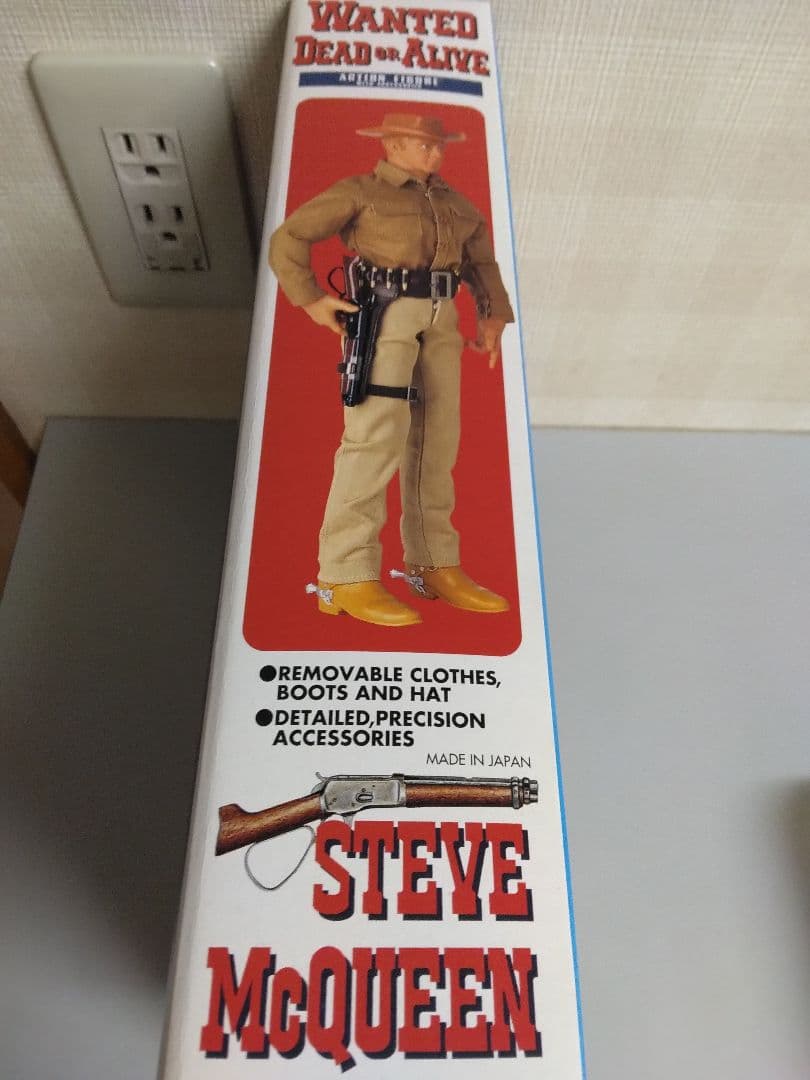 WANTED
DEAD OR ALIVE
ACTION FIGURE
●REMOVABLE CLOTHES,
BOOTS AND HAT
●DETAILED,PRECISION
ACCESSORIES
MADE IN JAPAN
STEVE
MCQUEEN